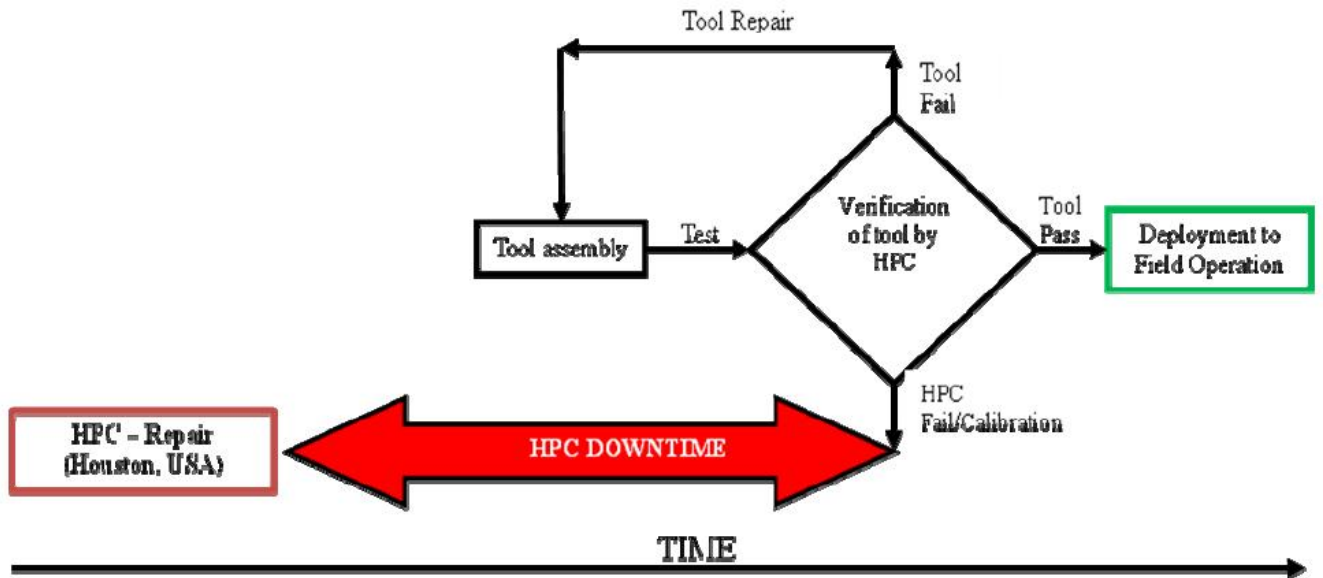 Tool Repair
Tool
Fail
Verification
of tool by
HPC
Tool
Pass
Tool assembly
Test
Deployment to
Field Operation
HPC
Fail/Calibration
HPC – Repair
(Houston, USA)
HPC DOWNTIME
TIME